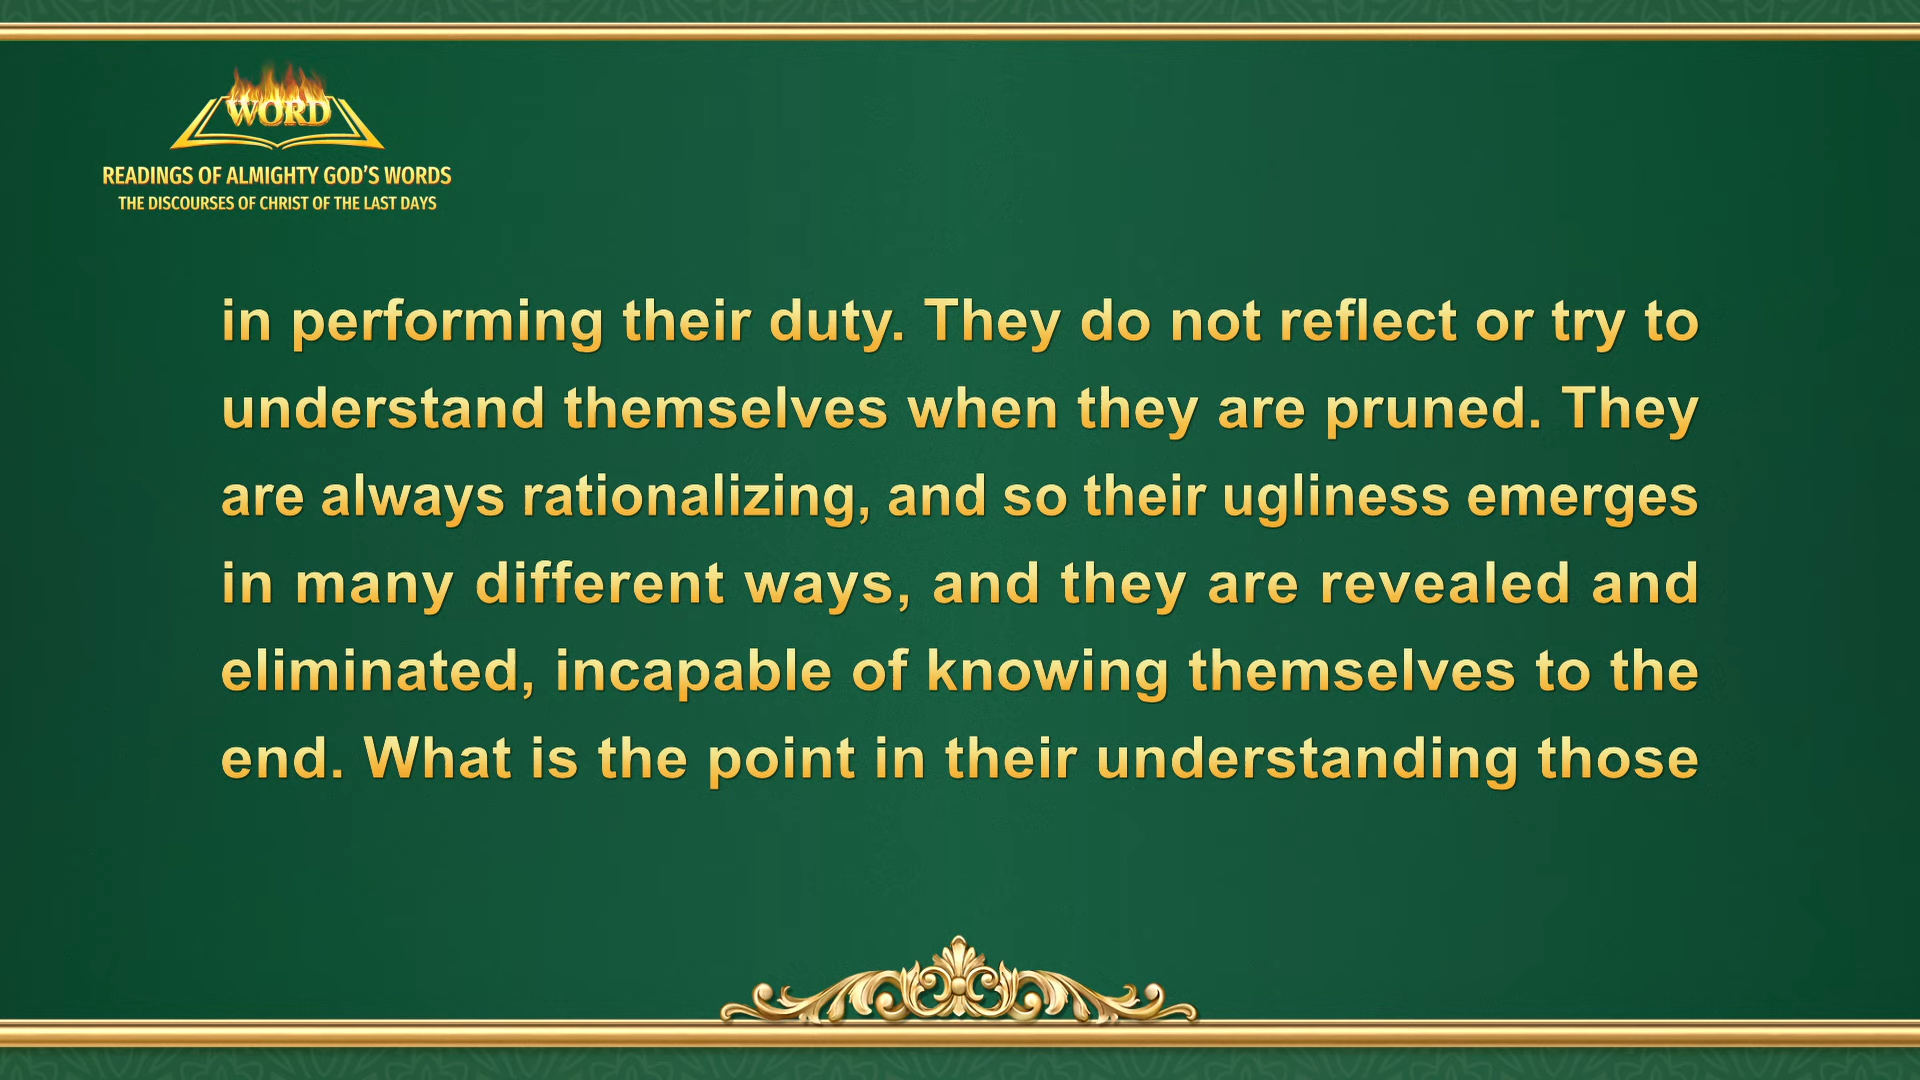 WORD
READINGS OF ALMIGHTY GOD'S WORDS
THE DISCOURSES OF CHRIST OF THE LAST DAYS
in performing their duty. They do not reflect or try to
understand themselves when they are pruned. They
are always rationalizing, and so their ugliness emerges
in many different ways, and they are revealed and
eliminated, incapable of knowing themselves to the
end. What is the point in their understanding those